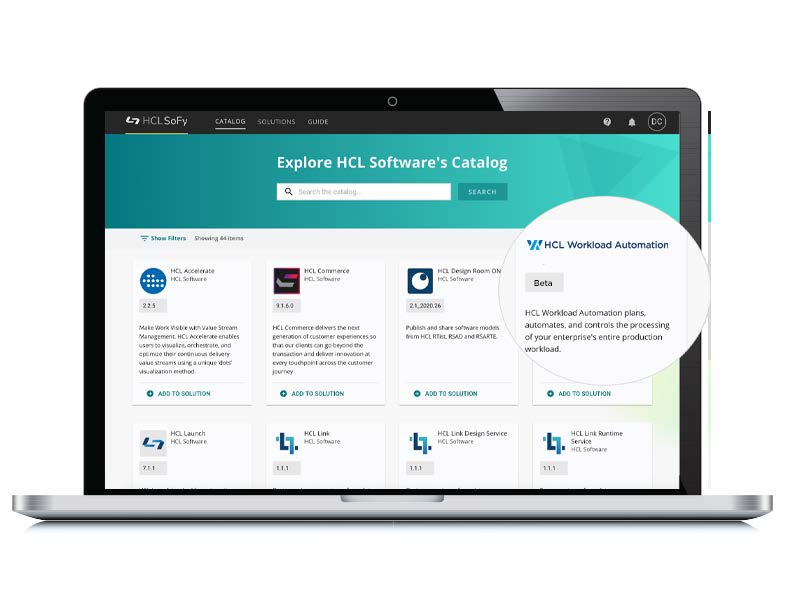 HCL SoFy
CATALOG
SOLUTIONS
GUIDE
DC
Explore HCL Software's Catalog
Search the catalog...
SEARCH
Show Filters
Showing 44 items
HCL Accelerate
HCL Software
2.2.5
Make Work Visible with Value Stream
Management. HCL Accelerate enables
users to visualize, orchestrate, and
optimize their continuous delivery
value streams using a unique 'dots'
visualization method.
ADD TO SOLUTION
HCL Commerce
HCL Software
9.1.6.0
HCL Commerce delivers the next
generation of customer experiences so
that our clients can go beyond the
transaction and deliver innovation at
every touchpoint across the customer
journey
ADD TO SOLUTION
HCL Design Room ON
HCL Software
2.1_2020.26
Publish and share software models
from HCL RTist, RSAD and RSARTE.
ADD TO SOLUTION
HCL Workload Automation
Beta
HCL Workload Automation plans,
automates, and controls the processing
of your enterprise's entire production
workload.
ADD TO SOLUTION
HCL Launch
HCL Software
7.1.1
HCL Link
HCL Software
1.1.1
HCL Link Design Service
HCL Software
1.1.1
HCL Link Runtime
Service
HCL Software
1.1.1